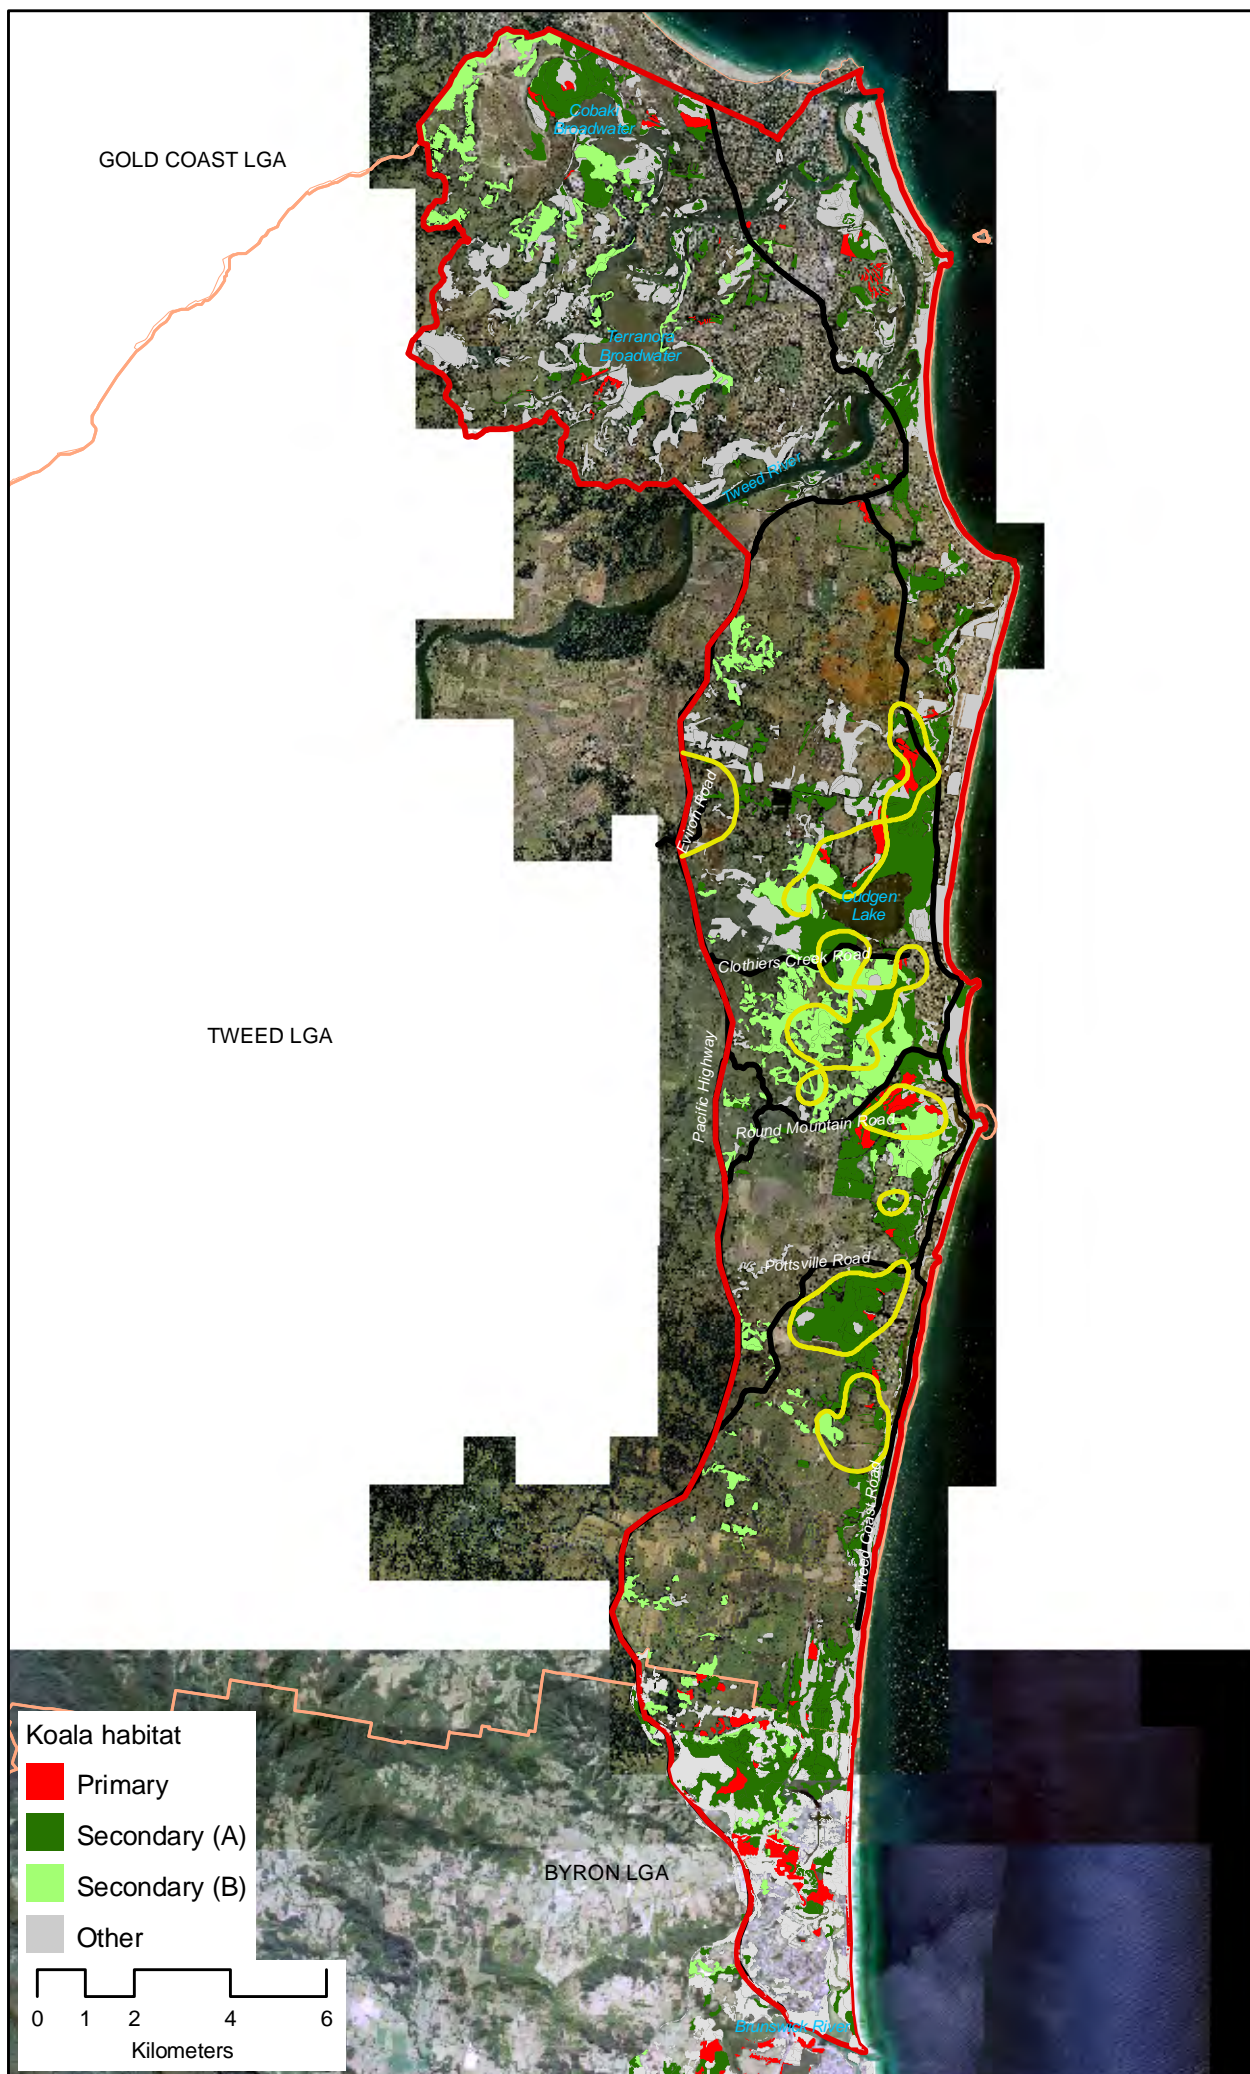 GOLD COAST LGA
Cobaki
Broadwater
Terranora
Broadwater
Tweed River
Eviron Road
Cudgen
Lake
Clothiers Creek Road
TWEED LGA
Pacific Highway
Round Mountain Road
Pottsville Road
Tweed Coast Road
Koala habitat
Primary
Secondary (A)
Secondary (B)
Other
0 1 2 4 6
Kilometers
BYRON LGA
Brunswick River